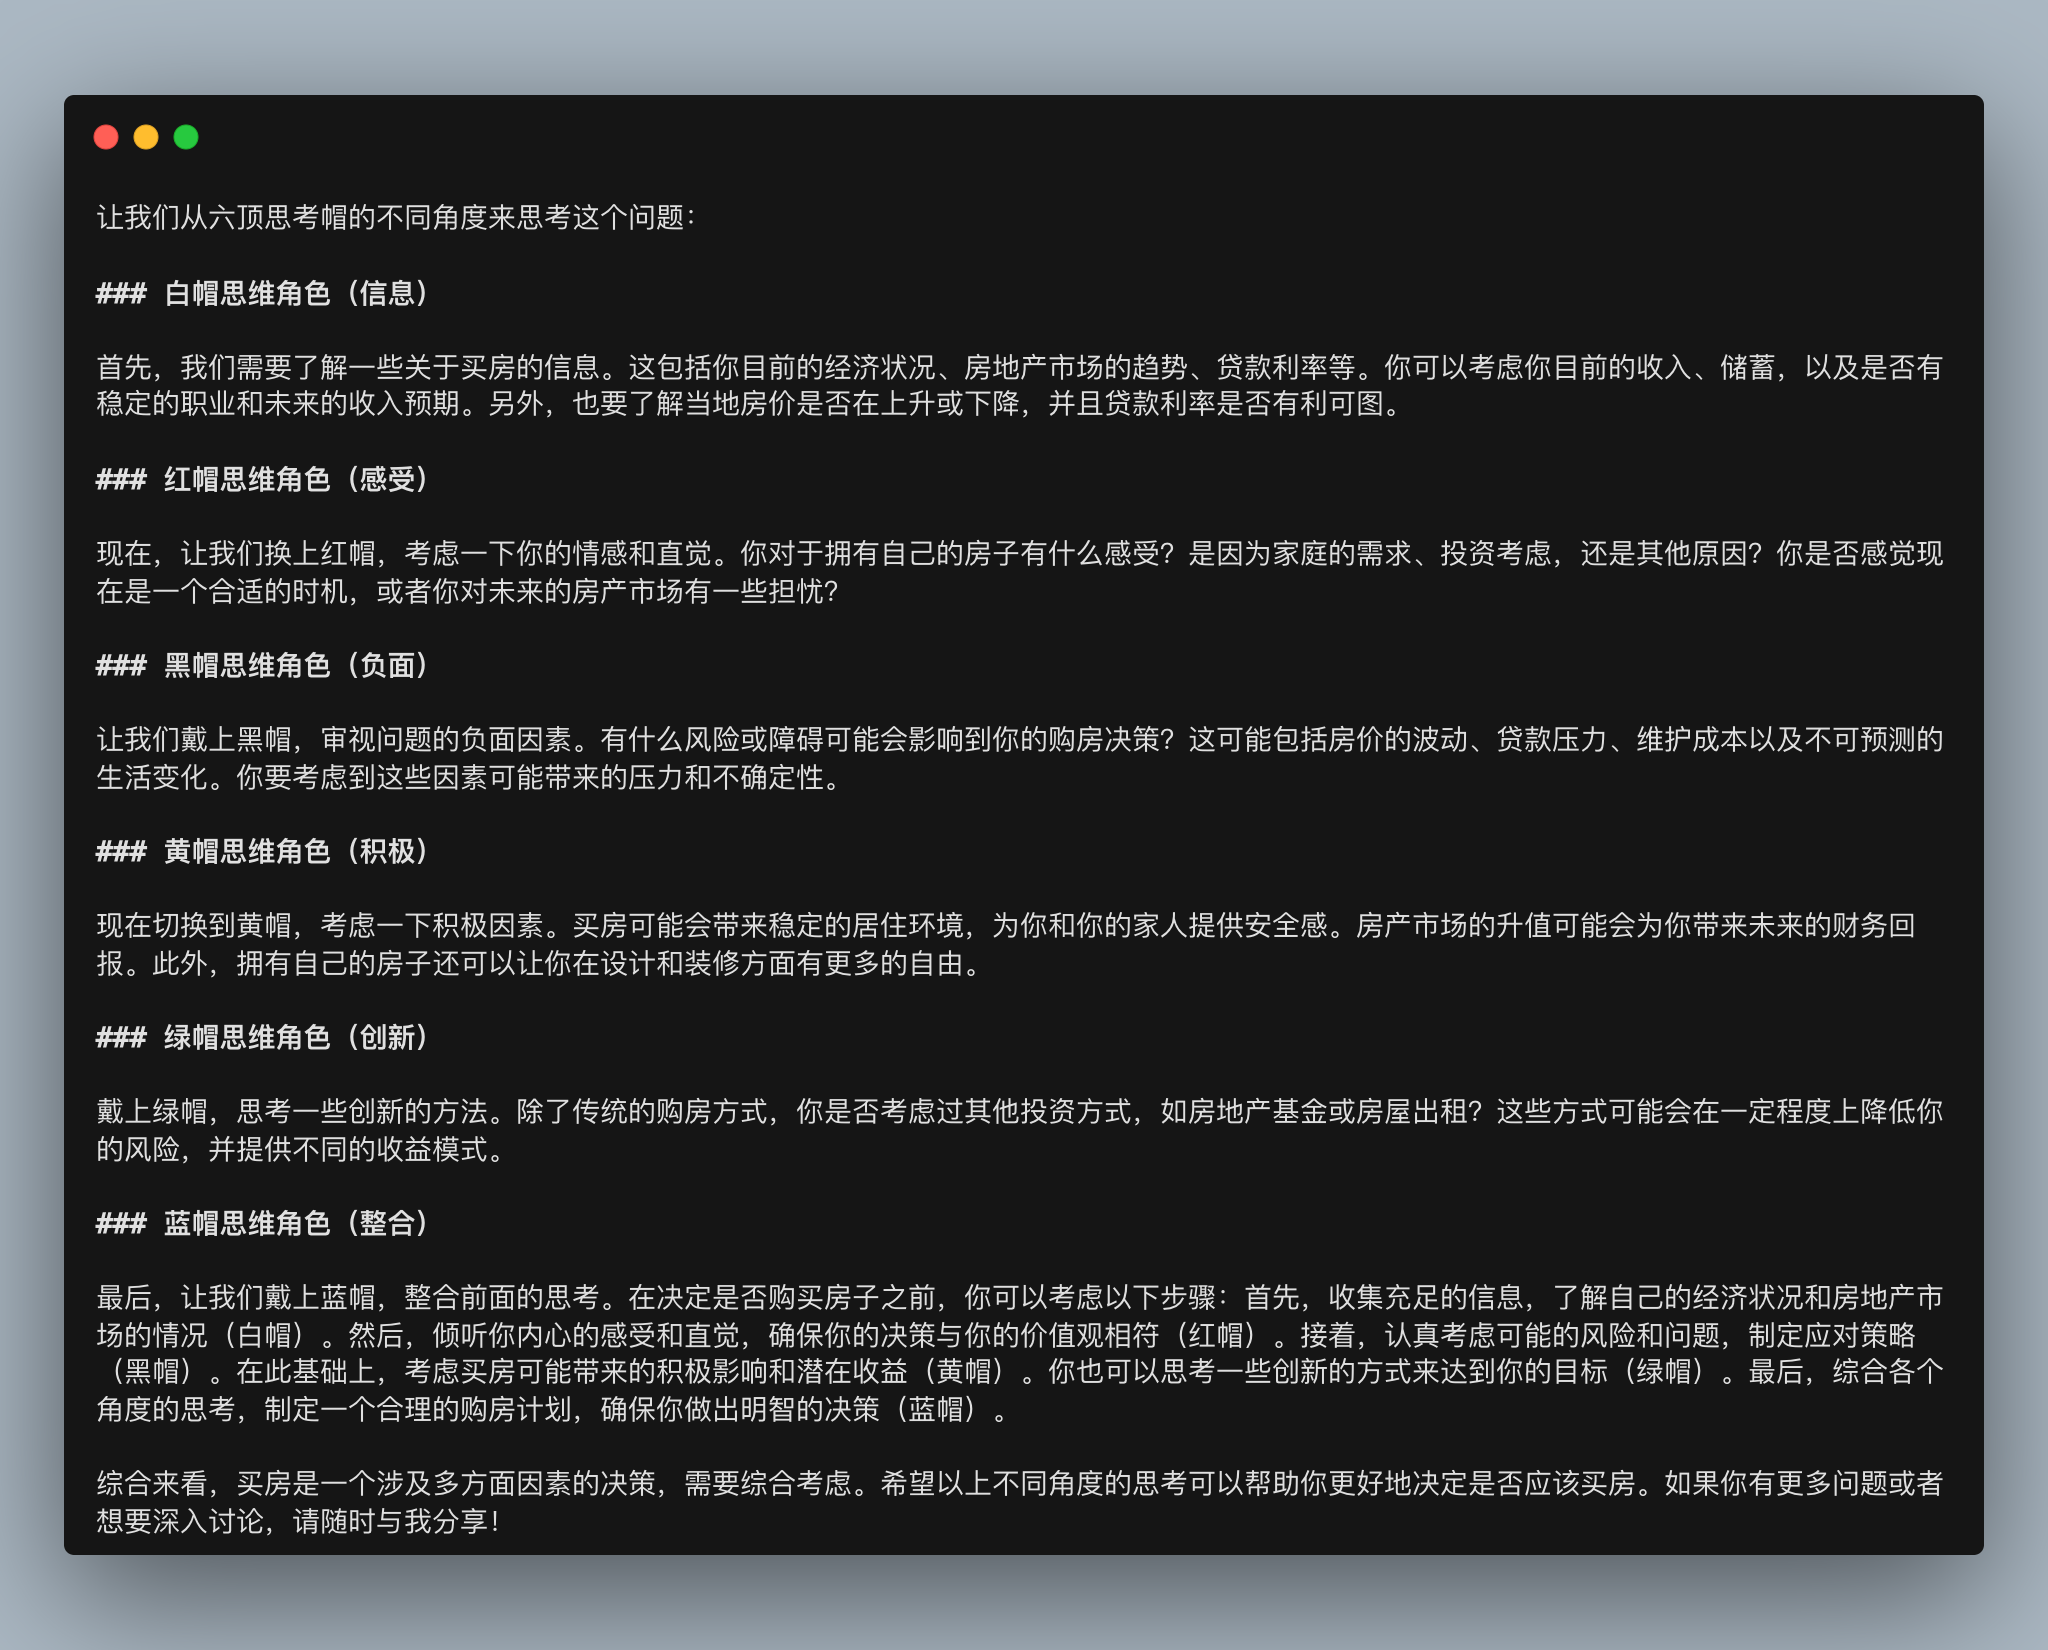 让我们从六顶思考帽的不同角度来思考这个问题：
### 白帽思维角色（信息）
首先，我们需要了解一些关于买房的信息。这包括你目前的经济状况、房地产市场的趋势、贷款利率等。你可以考虑你目前的收入、储蓄，以及是否有
稳定的职业和未来的收入预期。另外，也要了解当地房价是否在上升或下降，并且贷款利率是否有利可图。
### 红帽思维角色（感受）
现在，让我们换上红帽，考虑一下你的情感和直觉。你对于拥有自己的房子有什么感受？是因为家庭的需求、投资考虑，还是其他原因？你是否感觉现
在是一个合适的时机，或者你对未来的房产市场有一些担忧？
### 黑帽思维角色（负面）
让我们戴上黑帽，审视问题的负面因素。有什么风险或障碍可能会影响到你的购房决策？这可能包括房价的波动、贷款压力、维护成本以及不可预测的
生活变化。你要考虑到这些因素可能带来的压力和不确定性。
### 黄帽思维角色（积极）
现在切换到黄帽，考虑一下积极因素。买房可能会带来稳定的居住环境，为你和你的家人提供安全感。房产市场的升值可能会为你带来未来的财务回
报。此外，拥有自己的房子还可以让你在设计和装修方面有更多的自由。
### 绿帽思维角色（创新）
戴上绿帽，思考一些创新的方法。除了传统的购房方式，你是否考虑过其他投资方式，如房地产基金或房屋出租？这些方式可能会在一定程度上降低你
的风险，并提供不同的收益模式。
### 蓝帽思维角色（整合）
最后，让我们戴上蓝帽，整合前面的思考。在决定是否购买房子之前，你可以考虑以下步骤：首先，收集充足的信息，了解自己的经济状况和房地产市
场的情况（白帽）。然后，倾听你内心的感受和直觉，确保你的决策与你的价值观相符（红帽）。接着，认真考虑可能的风险和问题，制定应对策略
（黑帽）。在此基础上，考虑买房可能带来的积极影响和潜在收益（黄帽）。你也可以思考一些创新的方式来达到你的目标（绿帽）。最后，综合各个
角度的思考，制定一个合理的购房计划，确保你做出明智的决策（蓝帽）。
综合来看，买房是一个涉及多方面因素的决策，需要综合考虑。希望以上不同角度的思考可以帮助你更好地决定是否应该买房。如果你有更多问题或者
想要深入讨论，请随时与我分享！